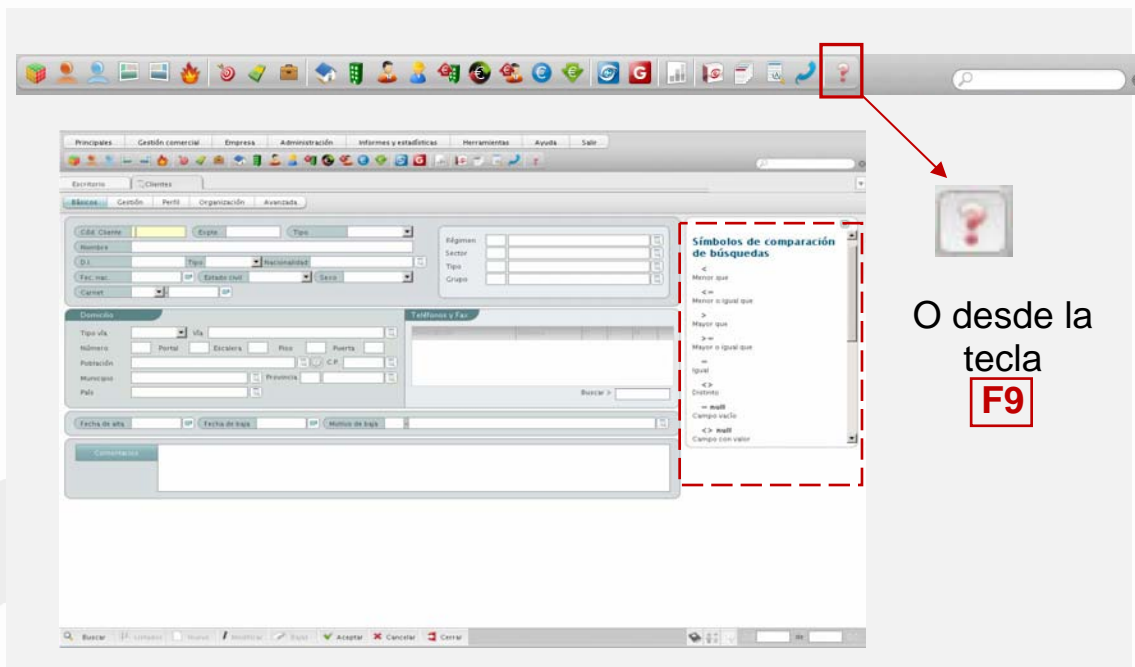 Principales Gestión comercial Empresa Administración Informes y estadísticas Herramientas Ayuda Salir
Escritorio Clientes
Básicos Gestión Perfil Organización Avanzada
Cód. Cliente Expte. Tipo
Nombre
D.I. Tipo Nacionalidad
Fec. nac. Estado civil Sexo
Carnet
Régimen
Sector
Tipo
Grupo
Domicilio
Tipo vía Vía
Número Portal Escalera Piso Puerta
Población C.P.
Municipio Provincia
País
Teléfonos y Fax
Buscar >
Fecha de alta Fecha de baja Motivo de baja
Comentarios
Símbolos de comparación
de búsquedas
<
Menor que
<=
Menor o igual que
>
Mayor que
>=
Mayor o igual que
=
Igual
<>
Distinto
= null
Campo vacío
<> null
Campo con valor
Buscar Nuevo Modificar Aceptar Cancelar Cerrar
de
O desde la
tecla
F9